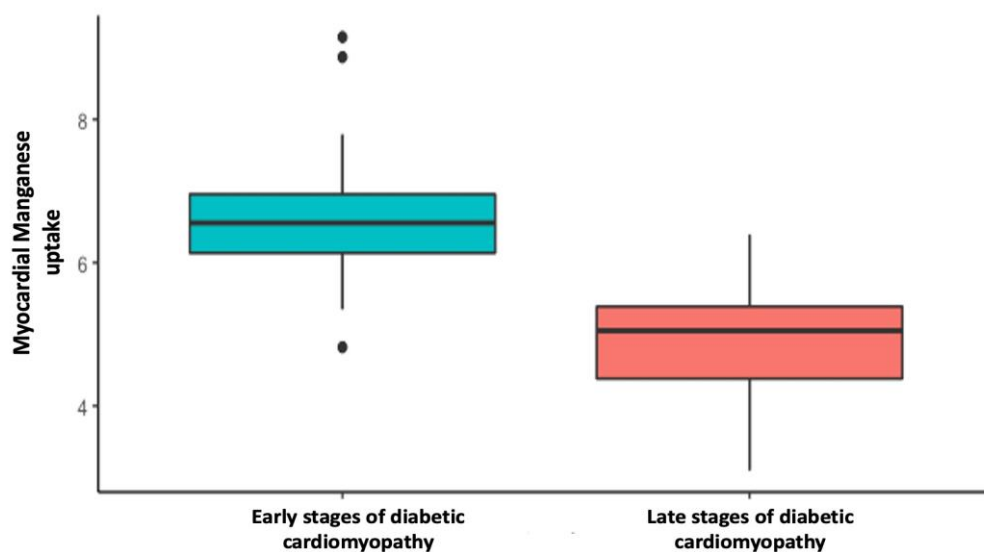 Myocardial Manganese
uptake
8
6
4
Early stages of diabetic
cardiomyopathy
Late stages of diabetic
cardiomyopathy